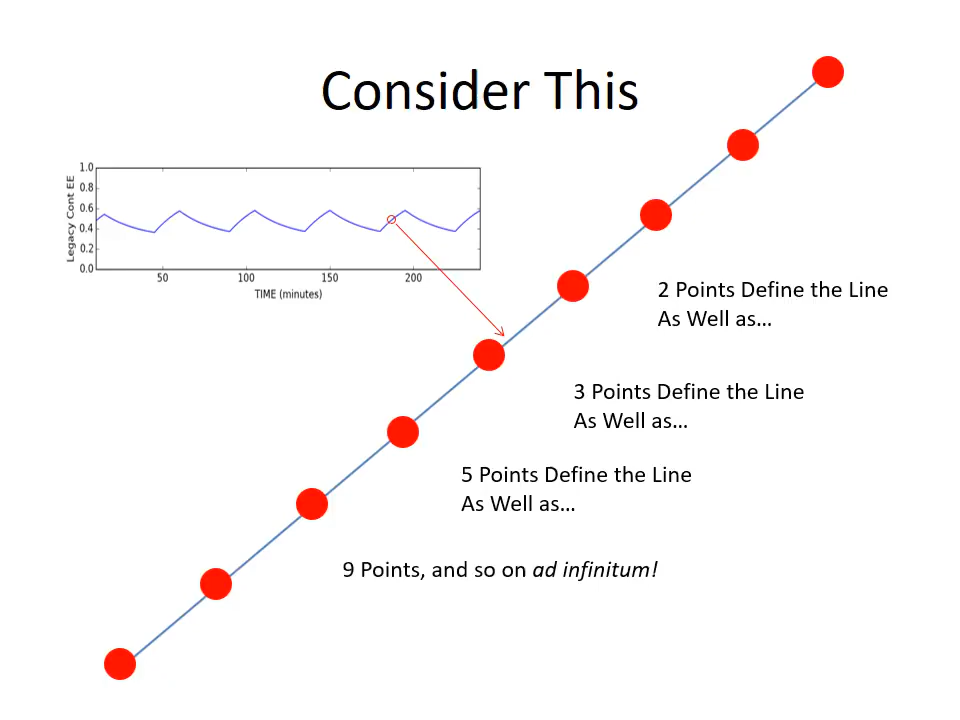 Consider This
Legacy Cont EE
1.0
0.8
0.6
0.4
0.2
0.0
50
100
150
200
TIME (minutes)
2 Points Define the Line
As Well as…
3 Points Define the Line
As Well as…
5 Points Define the Line
As Well as…
9 Points, and so on ad infinitum!